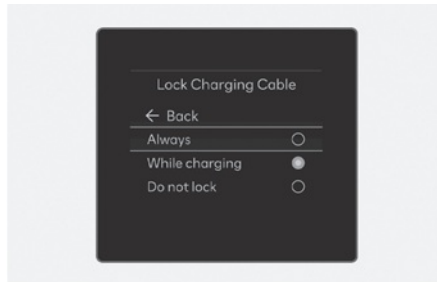 Lock Charging Cable
← Back
Always
While charging
Do not lock